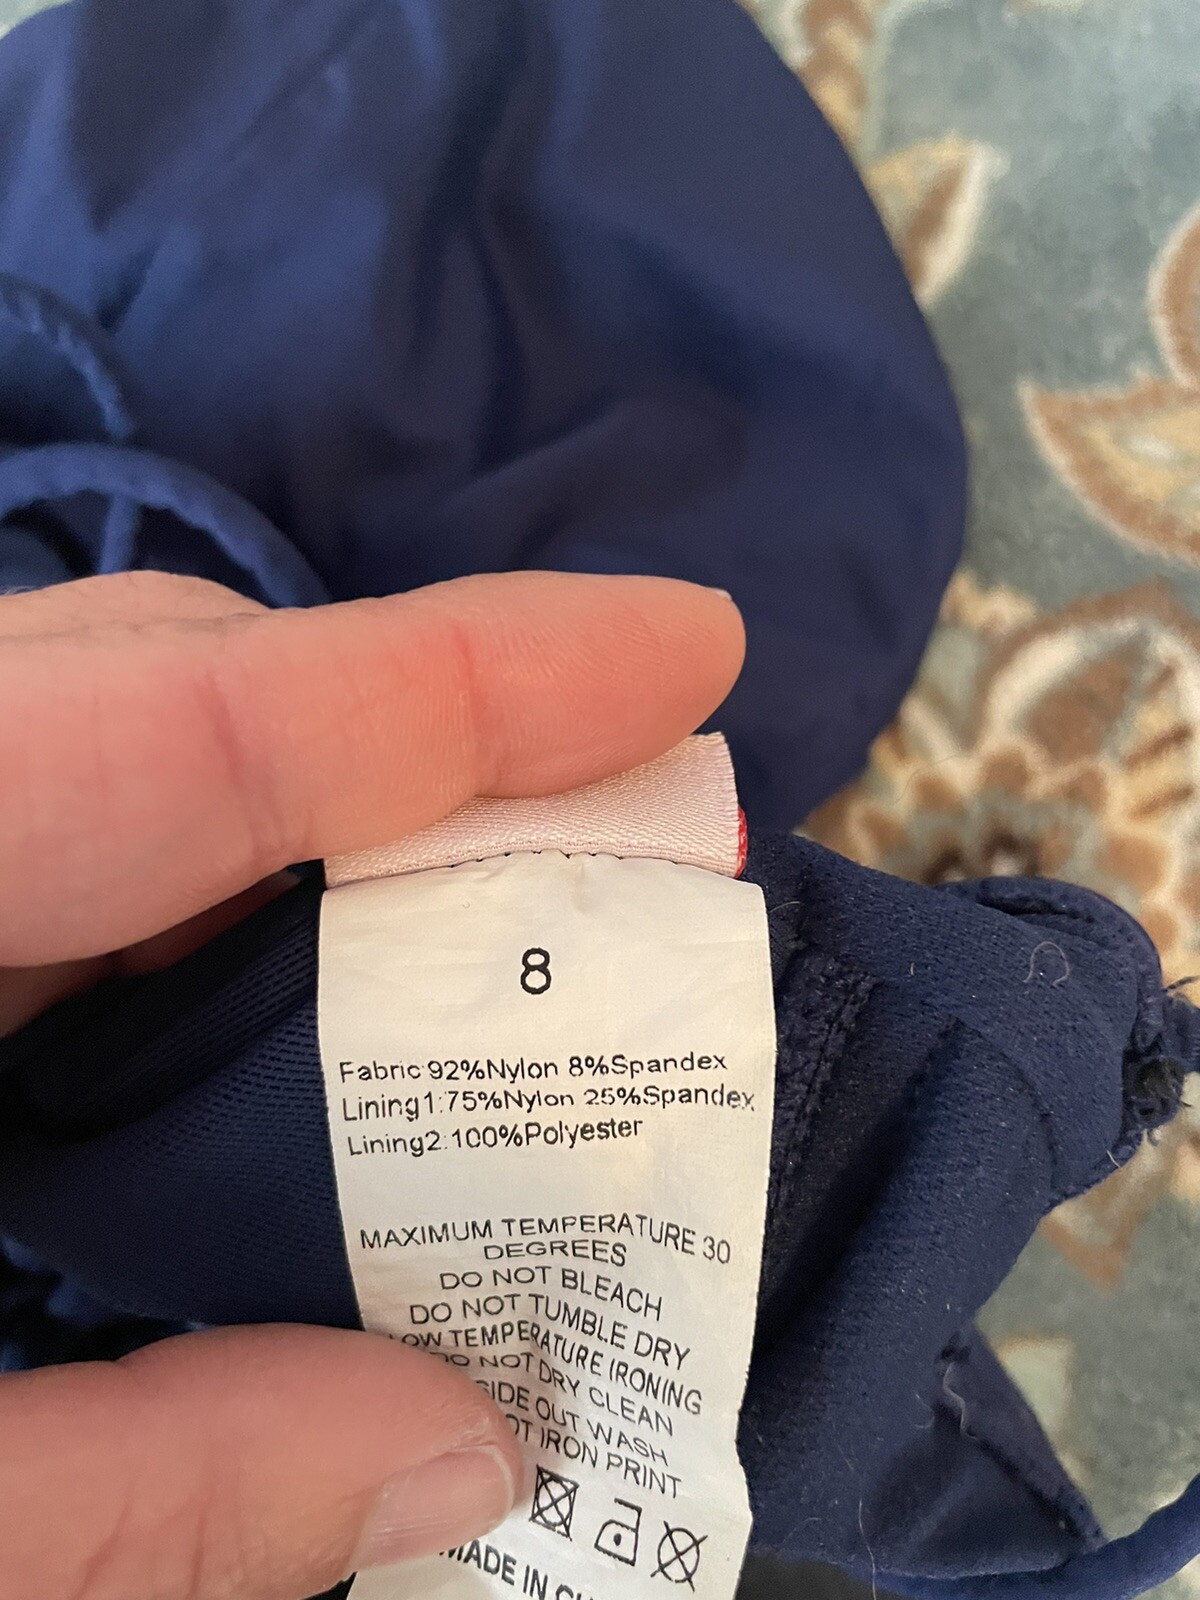 8
Fabric:92%Nylon 8%Spandex
Lining1:75%Nylon 25%Spandex
Lining2:100%Polyester
MAXIMUM TEMPERATURE 30
DEGREES
DO NOT BLEACH
DO NOT TUMBLE DRY
TEMPERATURE IRONING
NOT DRY CLEAN
OUT WASH
IRON PRINT
MADE IN